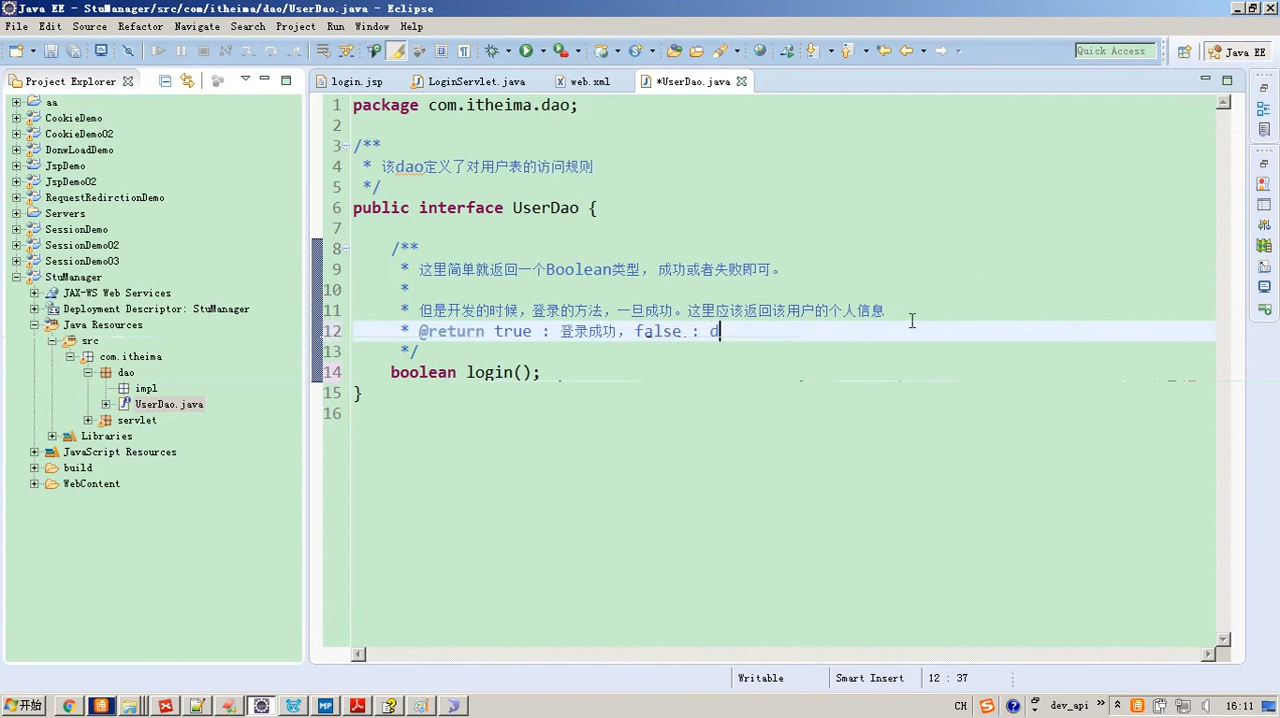 Java EE - StuManager/src/com/itheima/dao/UserDao.java - Eclipse
File Edit Source Refactor Navigate Search Project Run Window Help
Quick Access
Java EE
Project Explorer
login.jsp
LoginServlet.java
web.xml
*UserDao.java
aa
CookieDemo
CookieDemo02
DonwLoadDemo
JspDemo
JspDemo02
RequestRedirctionDemo
Servers
SessionDemo
SessionDemo02
SessionDemo03
StuManager
JAX-WS Web Services
Deployment Descriptor: StuManager
Java Resources
src
com.itheima
dao
impl
UserDao.java
servlet
Libraries
JavaScript Resources
build
WebContent
1 package com.itheima.dao;
2
3 /**
4 * 该dao定义了对用户表的访问规则
5 */
6 public interface UserDao {
7
8 /**
9 * 这里简单就返回一个Boolean类型， 成功或者失败即可。
10 *
11 * 但是开发的时候，登录的方法，一旦成功。这里应该返回该用户的个人信息
12 * @return true : 登录成功，false : d
13 */
14 boolean login();
15 }
16
Writable
Smart Insert
12 : 37
开始
MP
CH
dev_api
16:11